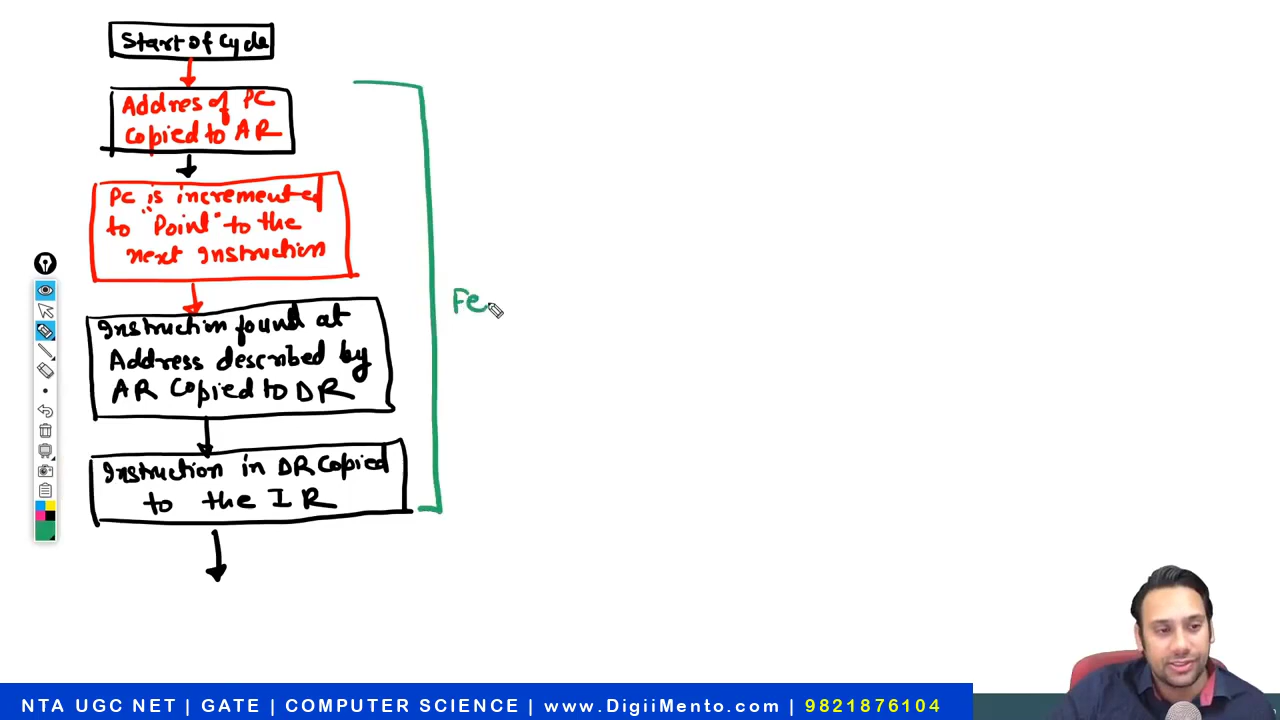 Start of Cycle
Addres of PC
Copied to AR
PC is incremented
to "Point" to the
next Instruction
Instruction found at
Address described by
AR Copied to DR
Fe
Instruction in DR Copied
to the IR
NTA UGC NET | GATE | COMPUTER SCIENCE | www.DigiiMento.com | 9821876104